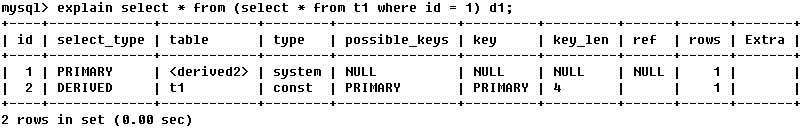 mysql> explain select * from (select * from t1 where id = 1) d1;
+----+-------------+------------+--------+---------------+---------+---------+------+------+-------+
| id | select_type | table      | type   | possible_keys | key     | key_len | ref  | rows | Extra |
+----+-------------+------------+--------+---------------+---------+---------+------+------+-------+
|  1 | PRIMARY     | <derived2> | system | NULL          | NULL    | NULL    | NULL |    1 |       |
|  2 | DERIVED     | t1         | const  | PRIMARY       | PRIMARY | 4       |      |    1 |       |
+----+-------------+------------+--------+---------------+---------+---------+------+------+-------+
2 rows in set (0.00 sec)